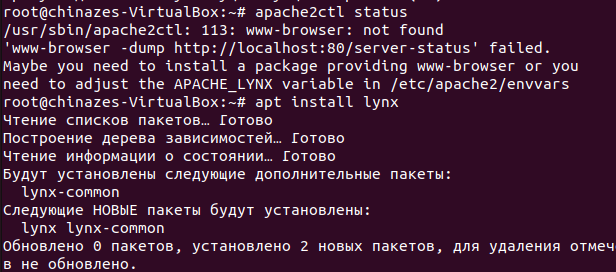 root@chinazes-VirtualBox:~# apache2ctl status
/usr/sbin/apache2ctl: 113: www-browser: not found
'www-browser -dump http://localhost:80/server-status' failed.
Maybe you need to install a package providing www-browser or you
need to adjust the APACHE_LYNX variable in /etc/apache2/envvars
root@chinazes-VirtualBox:~# apt install lynx
Чтение списков пакетов… Готово
Построение дерева зависимостей… Готово
Чтение информации о состоянии… Готово
Будут установлены следующие дополнительные пакеты:
  lynx-common
Следующие НОВЫЕ пакеты будут установлены:
  lynx lynx-common
Обновлено 0 пакетов, установлено 2 новых пакетов, для удаления отмеч
в не обновлено.